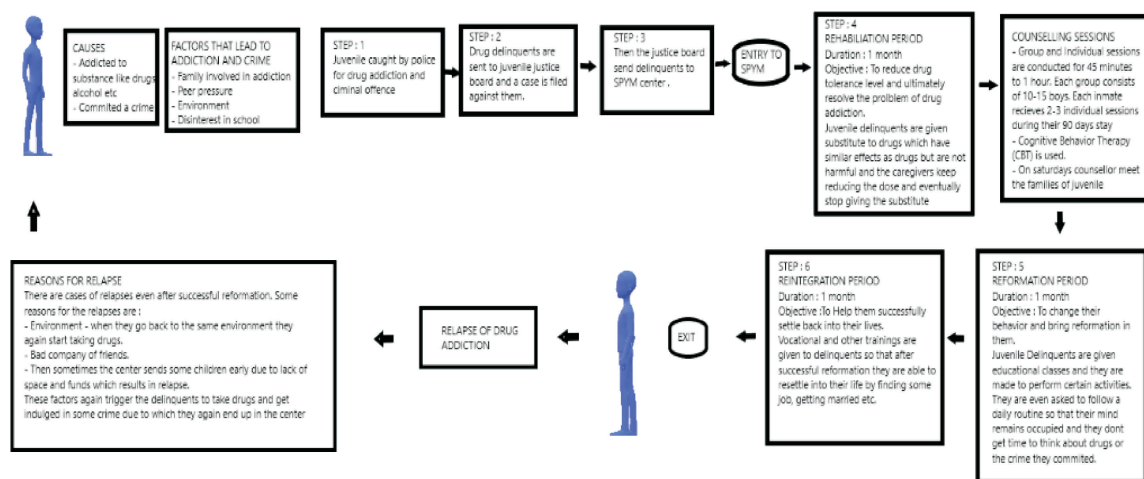 CAUSES
- Addicted to
substance like drugs
alcohol etc
- Commited a crime
FACTORS THAT LEAD TO
ADDICTION AND CRIME
- Family involved in addiction
- Peer pressure
- Environment
- Disinterest in school
STEP : 1
Juvenile caught by police
for drug addiction and
ciminal offence
STEP : 2
Drug delinquents are
sent to juvenile justice
board and a case is filed
against them.
STEP : 3
Then the justice board
send delinquents to
SPYM center .
ENTRY TO
SPYM
STEP : 4
REHABILIATION PERIOD
Duration : 1 month
Objective : To reduce drug
tolerance level and ultimately
resolve the problem of drug
addiction.
Juvenile delinquents are given
substitute to drugs which have
similar effects as drugs but are not
harmful and the caregivers keep
reducing the dose and eventually
stop giving the substitute
COUNSELLING SESSIONS
- Group and Individual sessions
are conducted for 45 minutes
to 1 hour. Each group consists
of 10-15 boys. Each inmate
recieves 2-3 individual sessions
during their 90 days stay
- Cognitive Behavior Therapy
(CBT) is used.
- On saturdays counsellor meet
the families of juvenile
STEP : 5
REFORMATION PERIOD
Duration : 1 month
Objective : To change their
behavior and bring reformation in
them.
Juvenile Delinquents are given
educational classes and they are
made to perform certain activities.
They are even asked to follow a
daily routine so that their mind
remains occupied and they dont
get time to think about drugs or
the crime they commited.
STEP : 6
REINTEGRATION PERIOD
Duration : 1 month
Objective :To Help them successfully
settle back into their lives.
Vocational and other trainings are
given to delinquents so that after
successful reformation they are able to
resettle into their life by finding some
job, getting married etc.
EXIT
RELAPSE OF DRUG
ADDICTION
REASONS FOR RELAPSE
There are cases of relapses even after successful reformation. Some
reasons for the relapses are :
- Environment - when they go back to the same environment they
again start taking drugs.
- Bad company of friends.
- Then sometimes the center sends some children early due to lack of
space and funds which results in relapse.
These factors again trigger the delinquents to take drugs and get
indulged in some crime due to which they again end up in the center